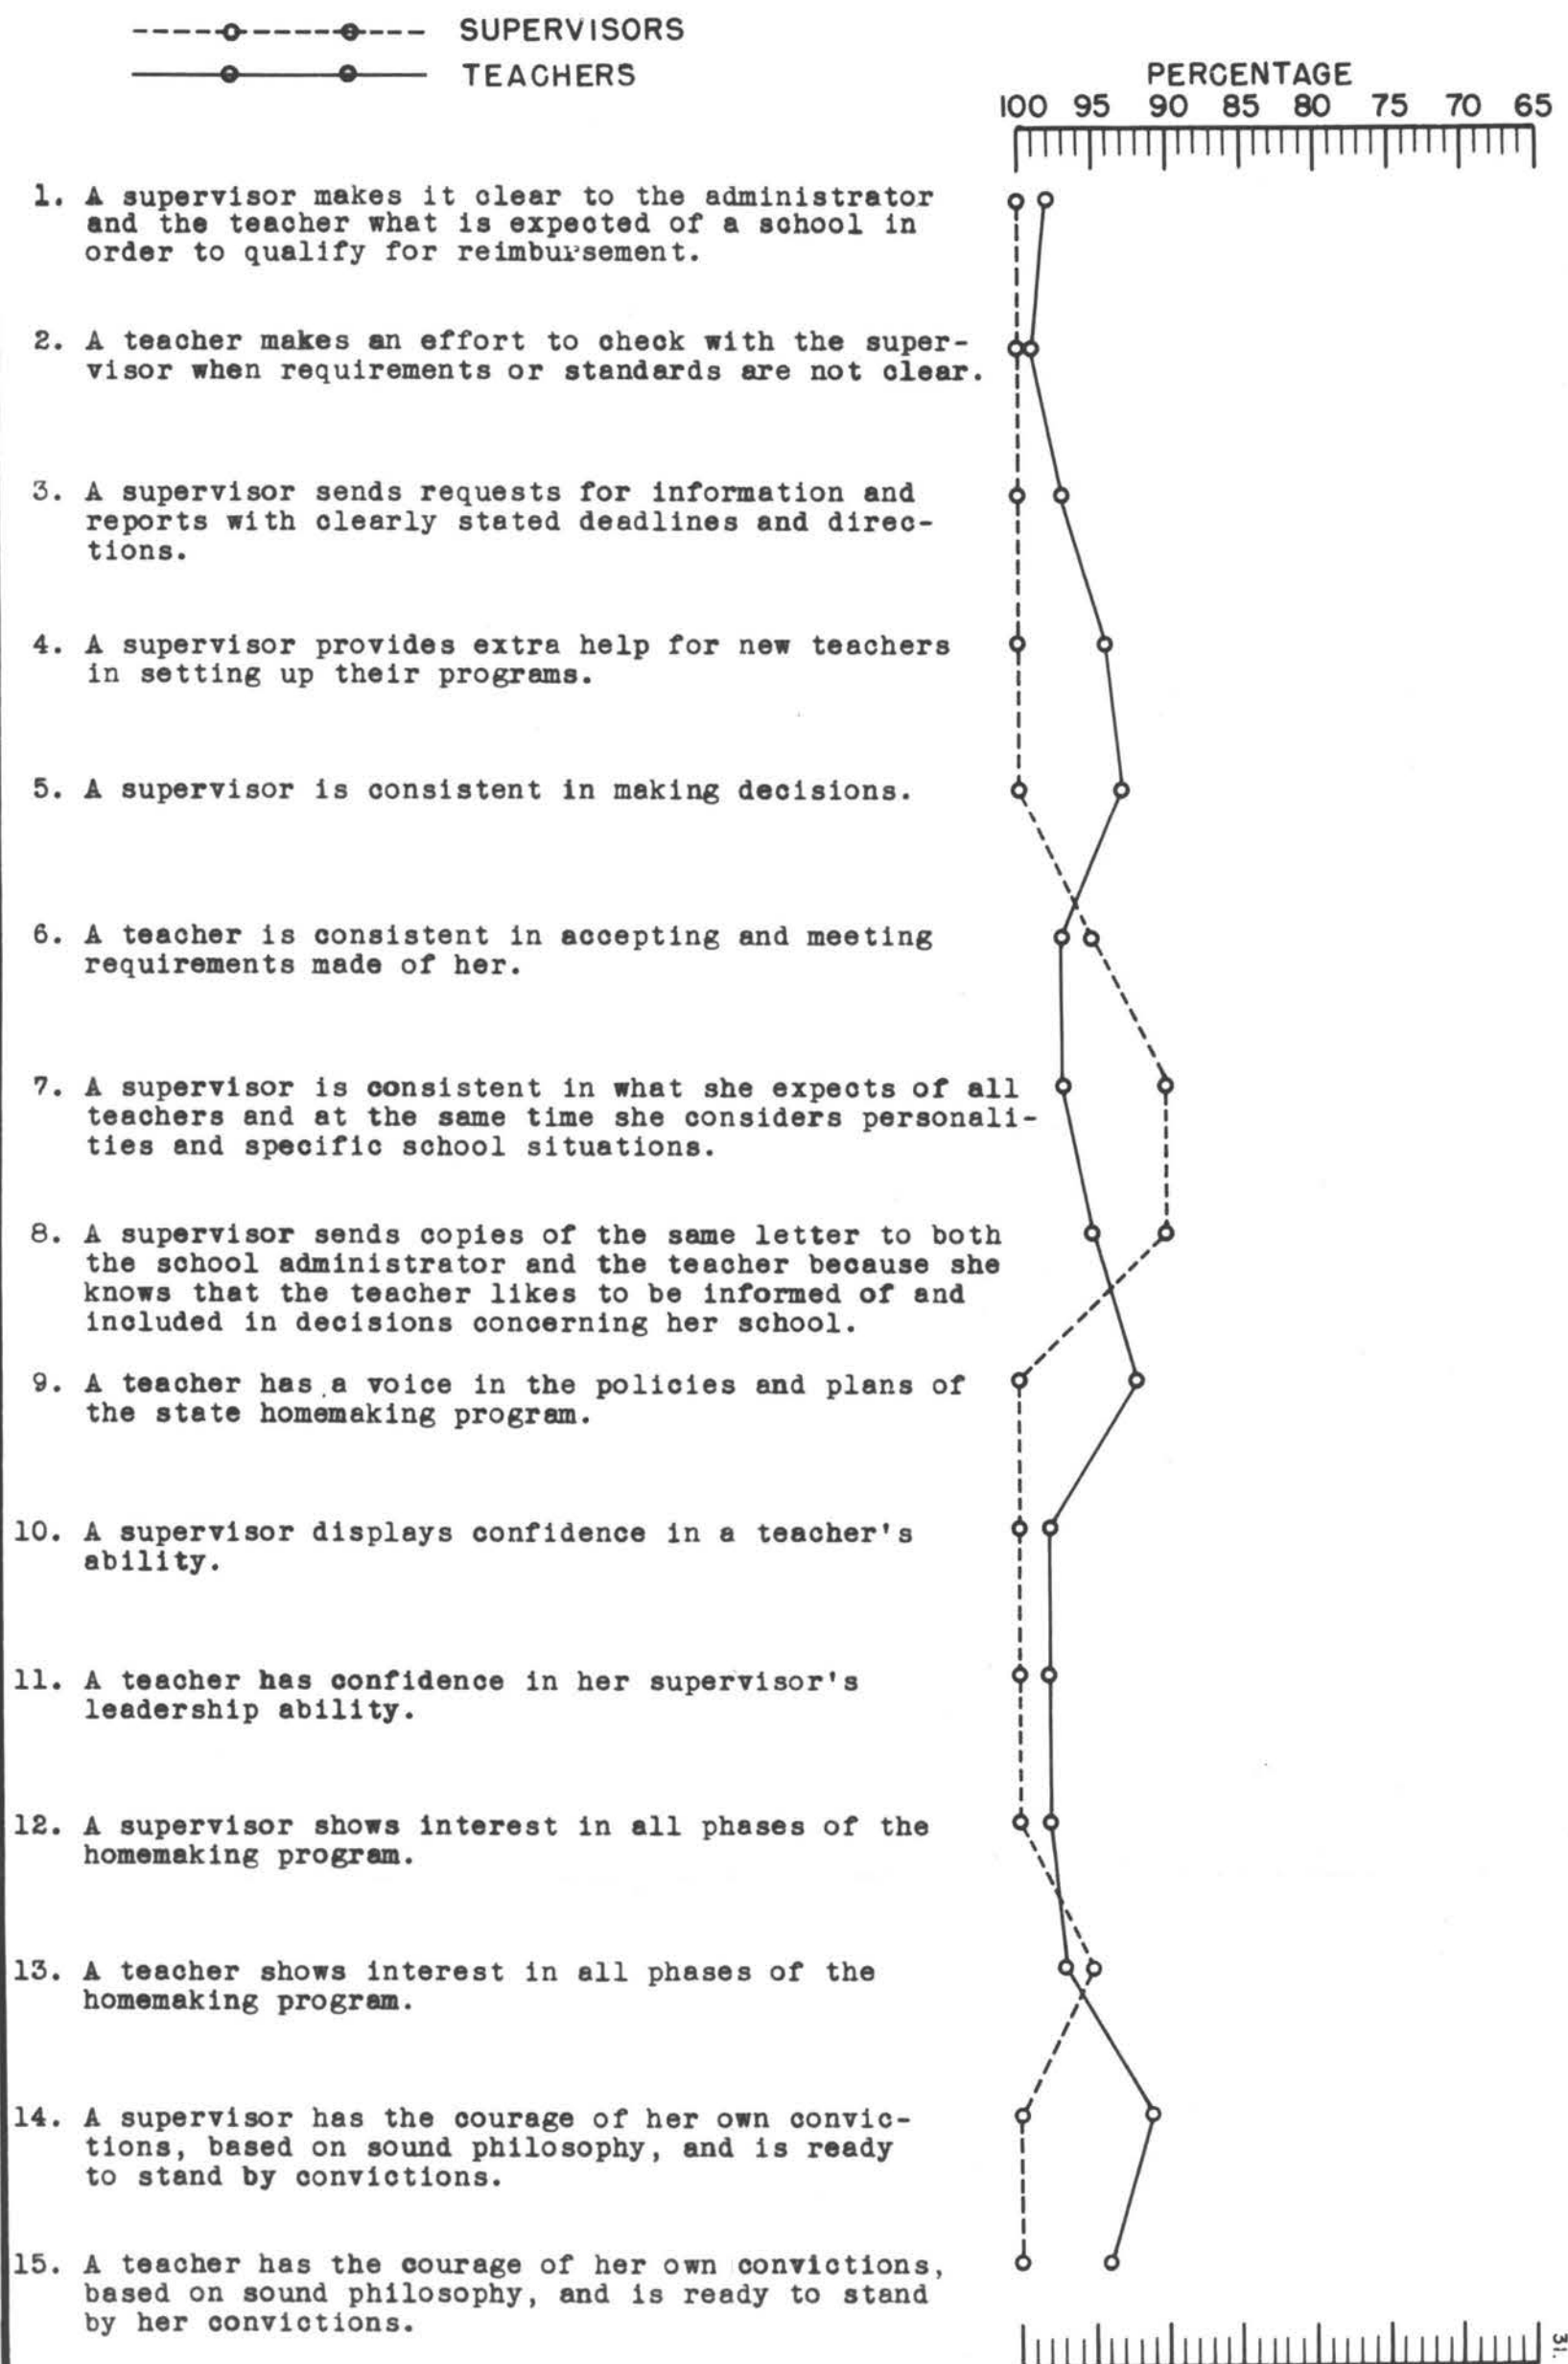 SUPERVISORS
TEACHERS
PERCENTAGE
100 95 90 85 80 75 70 65
1. A supervisor makes it clear to the administrator
and the teacher what is expected of a school in
order to qualify for reimbursement.
2. A teacher makes an effort to check with the super-
visor when requirements or standards are not clear.
3. A supervisor sends requests for information and
reports with clearly stated deadlines and direc-
tions.
4. A supervisor provides extra help for new teachers
in setting up their programs.
5. A supervisor is consistent in making decisions.
6. A teacher is consistent in accepting and meeting
requirements made of her.
7. A supervisor is consistent in what she expects of all
teachers and at the same time she considers personali-
ties and specific school situations.
8. A supervisor sends copies of the same letter to both
the school administrator and the teacher because she
knows that the teacher likes to be informed of and
included in decisions concerning her school.
9. A teacher has a voice in the policies and plans of
the state homemaking program.
10. A supervisor displays confidence in a teacher's
ability.
11. A teacher has confidence in her supervisor's
leadership ability.
12. A supervisor shows interest in all phases of the
homemaking program.
13. A teacher shows interest in all phases of the
homemaking program.
14. A supervisor has the courage of her own convic-
tions, based on sound philosophy, and is ready
to stand by convictions.
15. A teacher has the courage of her own convictions,
based on sound philosophy, and is ready to stand
by her convictions.
31.